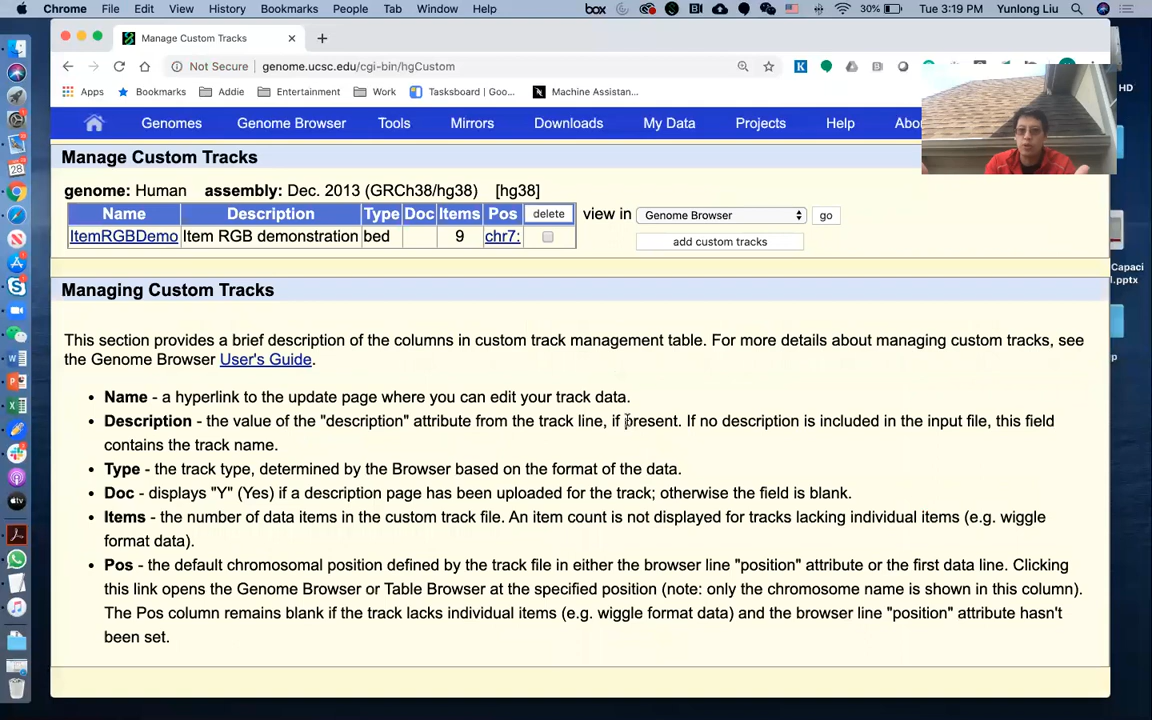 Chrome File Edit View History Bookmarks People Tab Window Help box 30% Tue 3:19 PM Yunlong Liu
Manage Custom Tracks
Not Secure genome.ucsc.edu/cgi-bin/hgCustom
Apps Bookmarks Addie Entertainment Work Tasksboard | Goo... Machine Assistan...
HD
Genomes Genome Browser Tools Mirrors Downloads My Data Projects Help Abou
Manage Custom Tracks
genome: Human assembly: Dec. 2013 (GRCh38/hg38) [hg38]
Name Description Type Doc Items Pos delete view in Genome Browser go
ItemRGBDemo Item RGB demonstration bed 9 chr7: add custom tracks
Capaci
l.pptx
Managing Custom Tracks
This section provides a brief description of the columns in custom track management table. For more details about managing custom tracks, see
the Genome Browser User's Guide.
• Name - a hyperlink to the update page where you can edit your track data.
• Description - the value of the "description" attribute from the track line, if present. If no description is included in the input file, this field
contains the track name.
• Type - the track type, determined by the Browser based on the format of the data.
• Doc - displays "Y" (Yes) if a description page has been uploaded for the track; otherwise the field is blank.
• Items - the number of data items in the custom track file. An item count is not displayed for tracks lacking individual items (e.g. wiggle
format data).
• Pos - the default chromosomal position defined by the track file in either the browser line "position" attribute or the first data line. Clicking
this link opens the Genome Browser or Table Browser at the specified position (note: only the chromosome name is shown in this column).
The Pos column remains blank if the track lacks individual items (e.g. wiggle format data) and the browser line "position" attribute hasn't
been set.